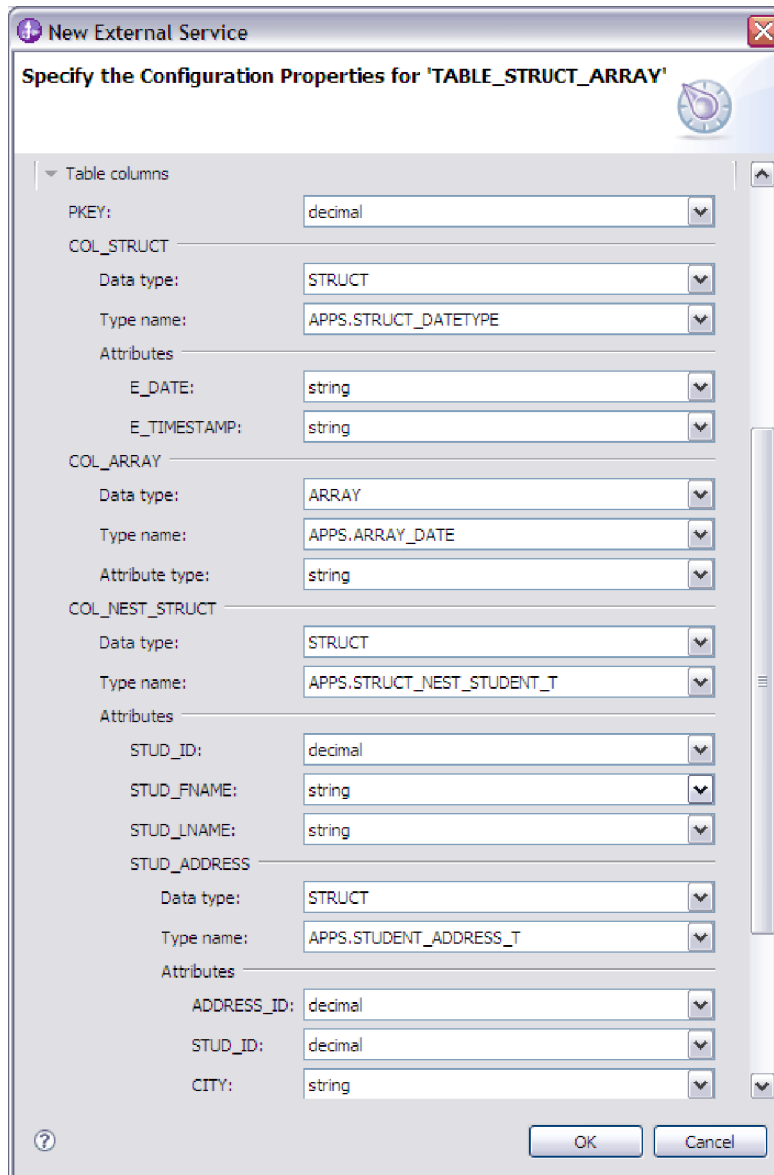 New External Service
Specify the Configuration Properties for 'TABLE_STRUCT_ARRAY'
Table columns
PKEY: decimal
COL_STRUCT
Data type: STRUCT
Type name: APPS.STRUCT_DATETYPE
Attributes
E_DATE: string
E_TIMESTAMP: string
COL_ARRAY
Data type: ARRAY
Type name: APPS.ARRAY_DATE
Attribute type: string
COL_NEST_STRUCT
Data type: STRUCT
Type name: APPS.STRUCT_NEST_STUDENT_T
Attributes
STUD_ID: decimal
STUD_FNAME: string
STUD_LNAME: string
STUD_ADDRESS
Data type: STRUCT
Type name: APPS.STUDENT_ADDRESS_T
Attributes
ADDRESS_ID: decimal
STUD_ID: decimal
CITY: string
? OK Cancel